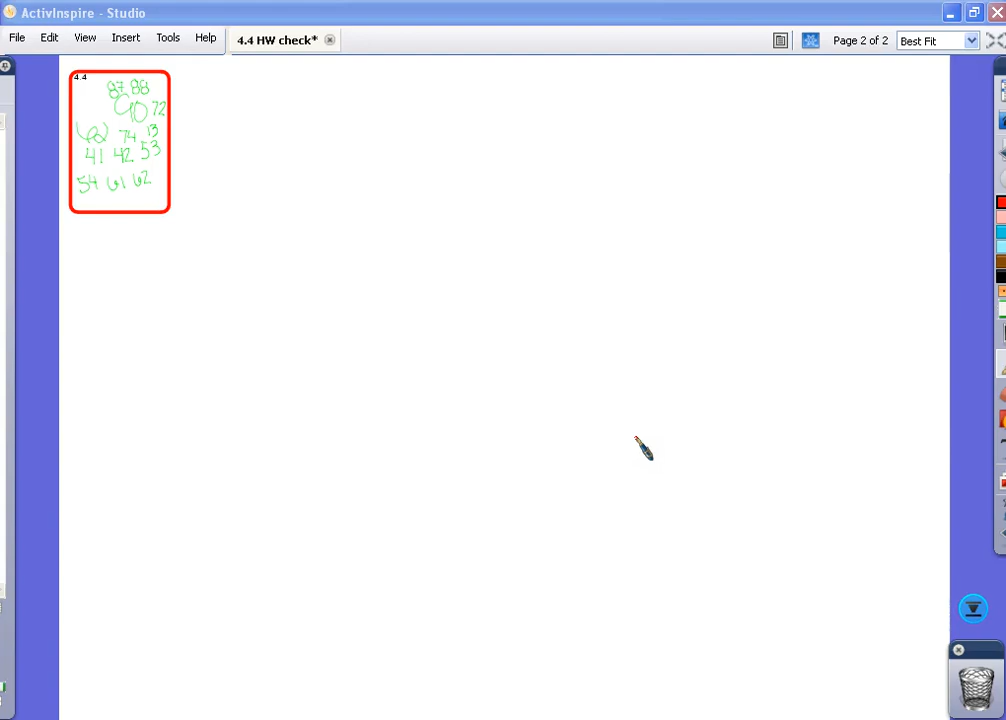 ActivInspire - Studio
File Edit View Insert Tools Help
4.4 HW check*
Page 2 of 2
Best Fit
4.4
87 88
90 72
74 13
41 42 53
54 61 62